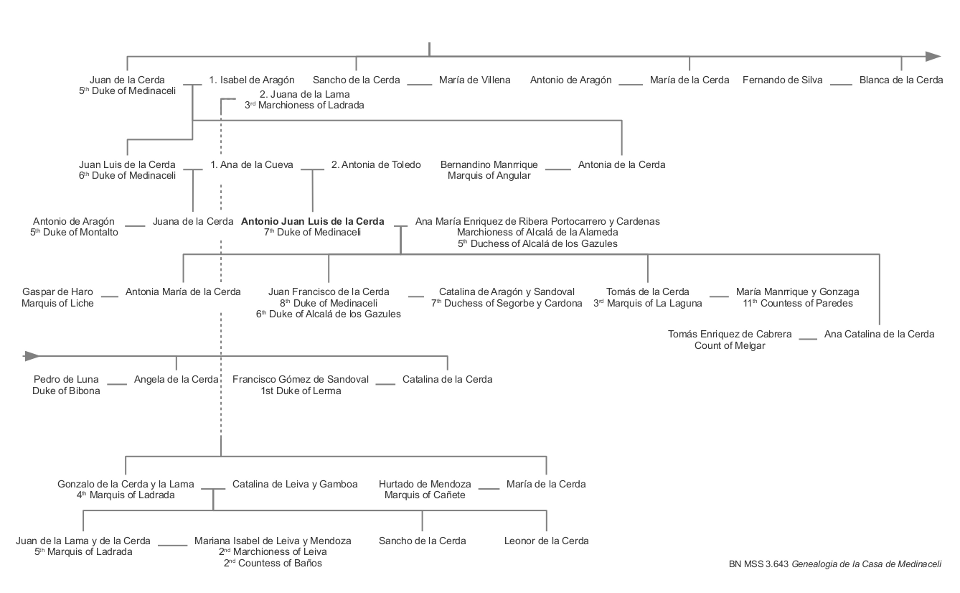 Juan de la Cerda
5th Duke of Medinaceli
1. Isabel de Aragón
2. Juana de la Lama
3rd Marchioness of Ladrada
Sancho de la Cerda
María de Villena
Antonio de Aragón
María de la Cerda
Fernando de Silva
Blanca de la Cerda
Juan Luis de la Cerda
6th Duke of Medinaceli
1. Ana de la Cueva
2. Antonia de Toledo
Bernandino Manrrique
Marquis of Angular
Antonia de la Cerda
Antonio de Aragón
5th Duke of Montalto
Juana de la Cerda
Antonio Juan Luis de la Cerda
7th Duke of Medinaceli
Ana María Enriquez de Ribera Portocarrero y Cardenas
Marchioness of Alcalá de la Alameda
5th Duchess of Alcalá de los Gazules
Gaspar de Haro
Marquis of Liche
Antonia María de la Cerda
Juan Francisco de la Cerda
8th Duke of Medinaceli
6th Duke of Alcalá de los Gazules
Catalina de Aragón y Sandoval
7th Duchess of Segorbe y Cardona
Tomás de la Cerda
3rd Marquis of La Laguna
María Manrrique y Gonzaga
11th Countess of Paredes
Tomás Enriquez de Cabrera
Count of Melgar
Ana Catalina de la Cerda
Pedro de Luna
Duke of Bibona
Angela de la Cerda
Francisco Gómez de Sandoval
1st Duke of Lerma
Catalina de la Cerda
Gonzalo de la Cerda y la Lama
4th Marquis of Ladrada
Catalina de Leiva y Gamboa
Hurtado de Mendoza
Marquis of Cañete
María de la Cerda
Juan de la Lama y de la Cerda
5th Marquis of Ladrada
Mariana Isabel de Leiva y Mendoza
2nd Marchioness of Leiva
2nd Countess of Baños
Sancho de la Cerda
Leonor de la Cerda
BN MSS 3.643 Genealogia de la Casa de Medinaceli